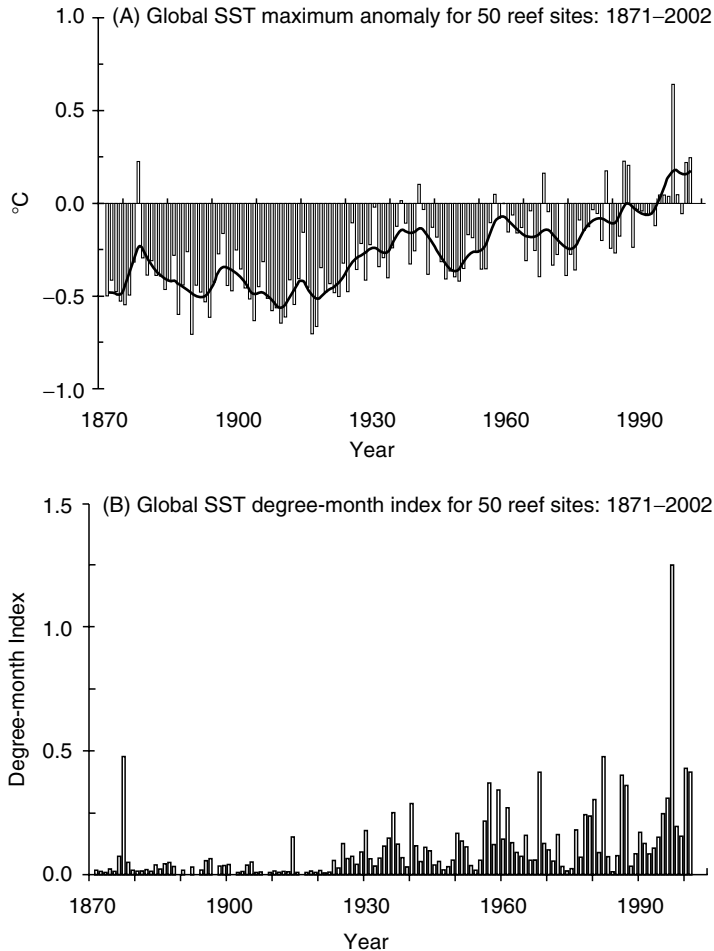 (A) Global SST maximum anomaly for 50 reef sites: 1871–2002
1.0
0.5
0.0
–0.5
–1.0
°C
1870 1900 1930 1960 1990
Year
(B) Global SST degree-month index for 50 reef sites: 1871–2002
1.5
1.0
0.5
0.0
Degree-month Index
1870 1900 1930 1960 1990
Year